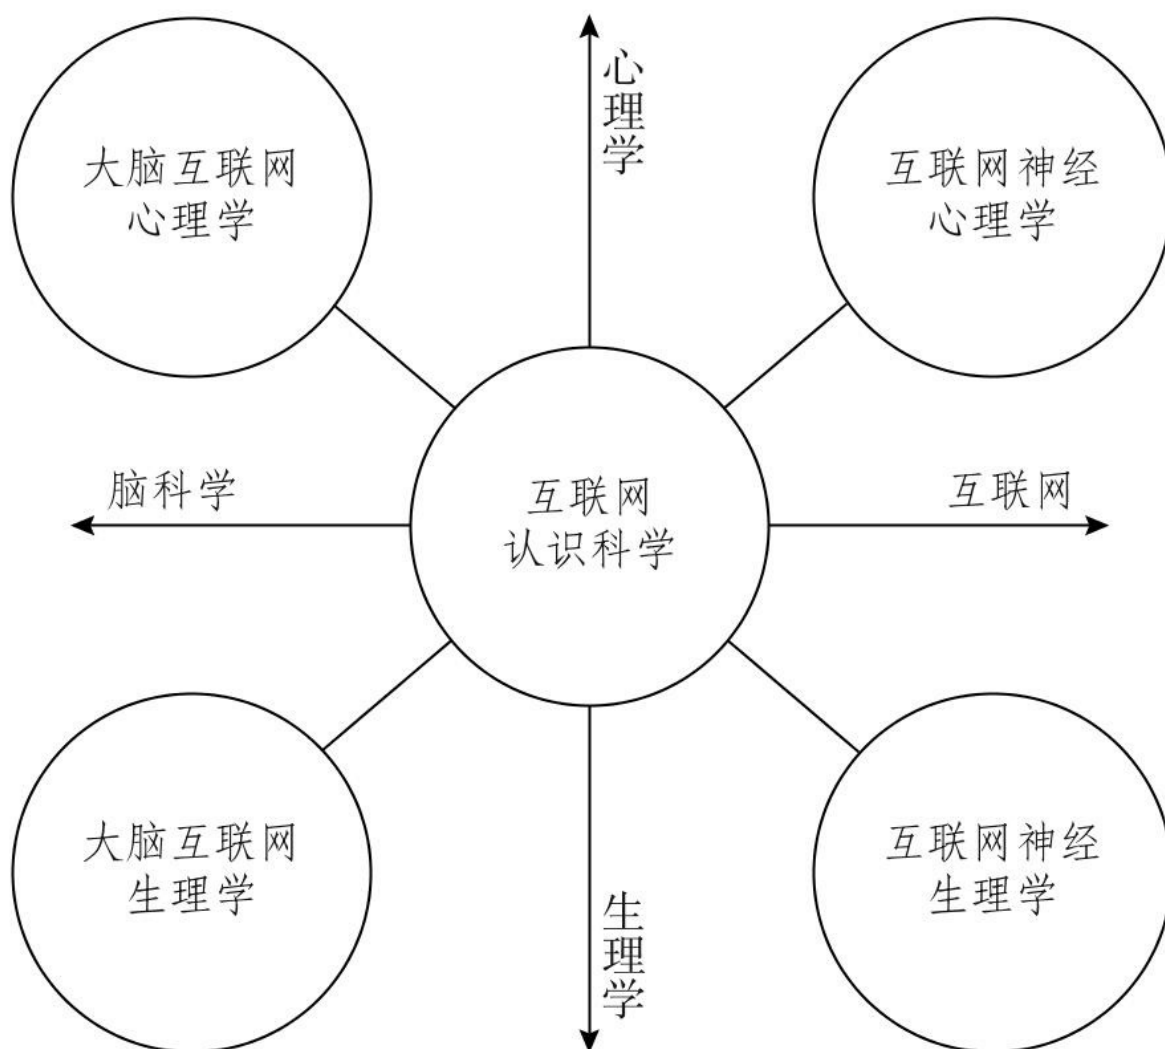 心理学
大脑互联网
心理学
互联网神经
心理学
脑科学
互联网
互联网
认识科学
大脑互联网
生理学
互联网神经
生理学
生理学